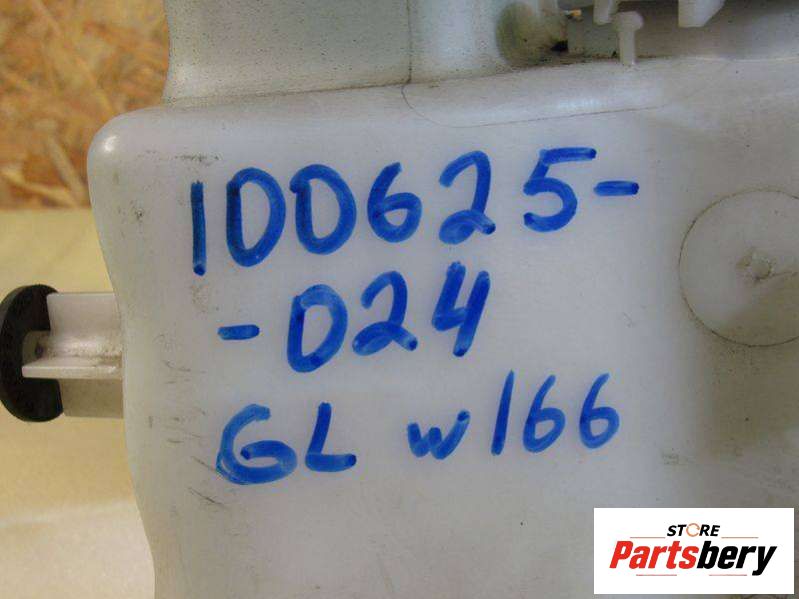 100625-
-024
GL W166
STORE
Partsbery